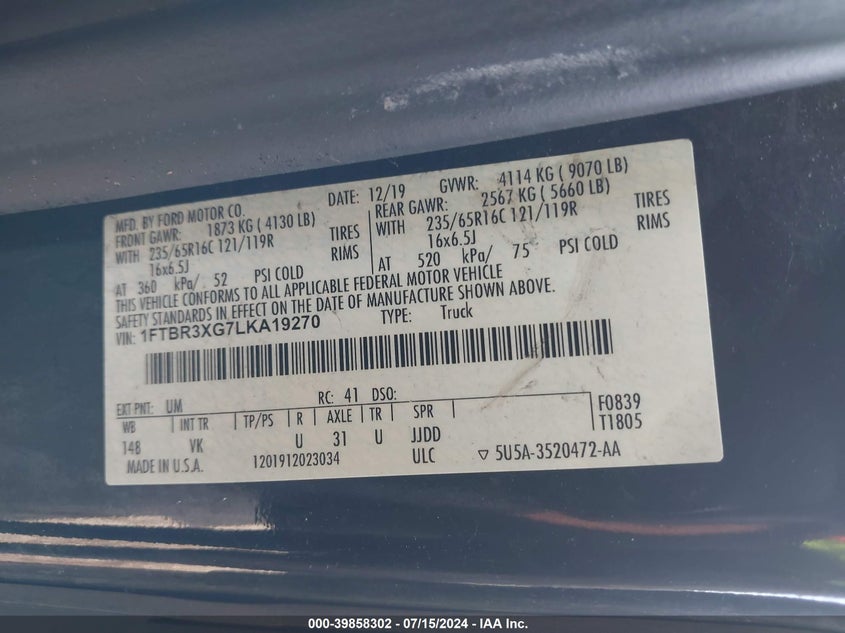 MFD. BY FORD MOTOR CO. DATE: 12/19 GVWR: 4114 KG ( 9070 LB)
FRONT GAWR: 1873 KG ( 4130 LB) REAR GAWR: 2567 KG ( 5660 LB)
WITH 235/65R16C 121/119R TIRES WITH 235/65R16C 121/119R TIRES
16x6.5J RIMS 16x6.5J RIMS
AT 360 kPa/ 52 PSI COLD AT 520 kPa/ 75 PSI COLD
THIS VEHICLE CONFORMS TO ALL APPLICABLE FEDERAL MOTOR VEHICLE
SAFETY STANDARDS IN EFFECT ON THE DATE OF MANUFACTURE SHOWN ABOVE.
VIN: 1FTBR3XG7LKA19270 TYPE: Truck
EXT PNT: UM RC: 41 DSO: F0839
WB INT TR TP/PS R AXLE TR SPR T1805
148 VK U 31 U JJDD
MADE IN U.S.A. 1201912023034 ULC ▽ 5U5A-3520472-AA
000-39858302 - 07/15/2024 - IAA Inc.